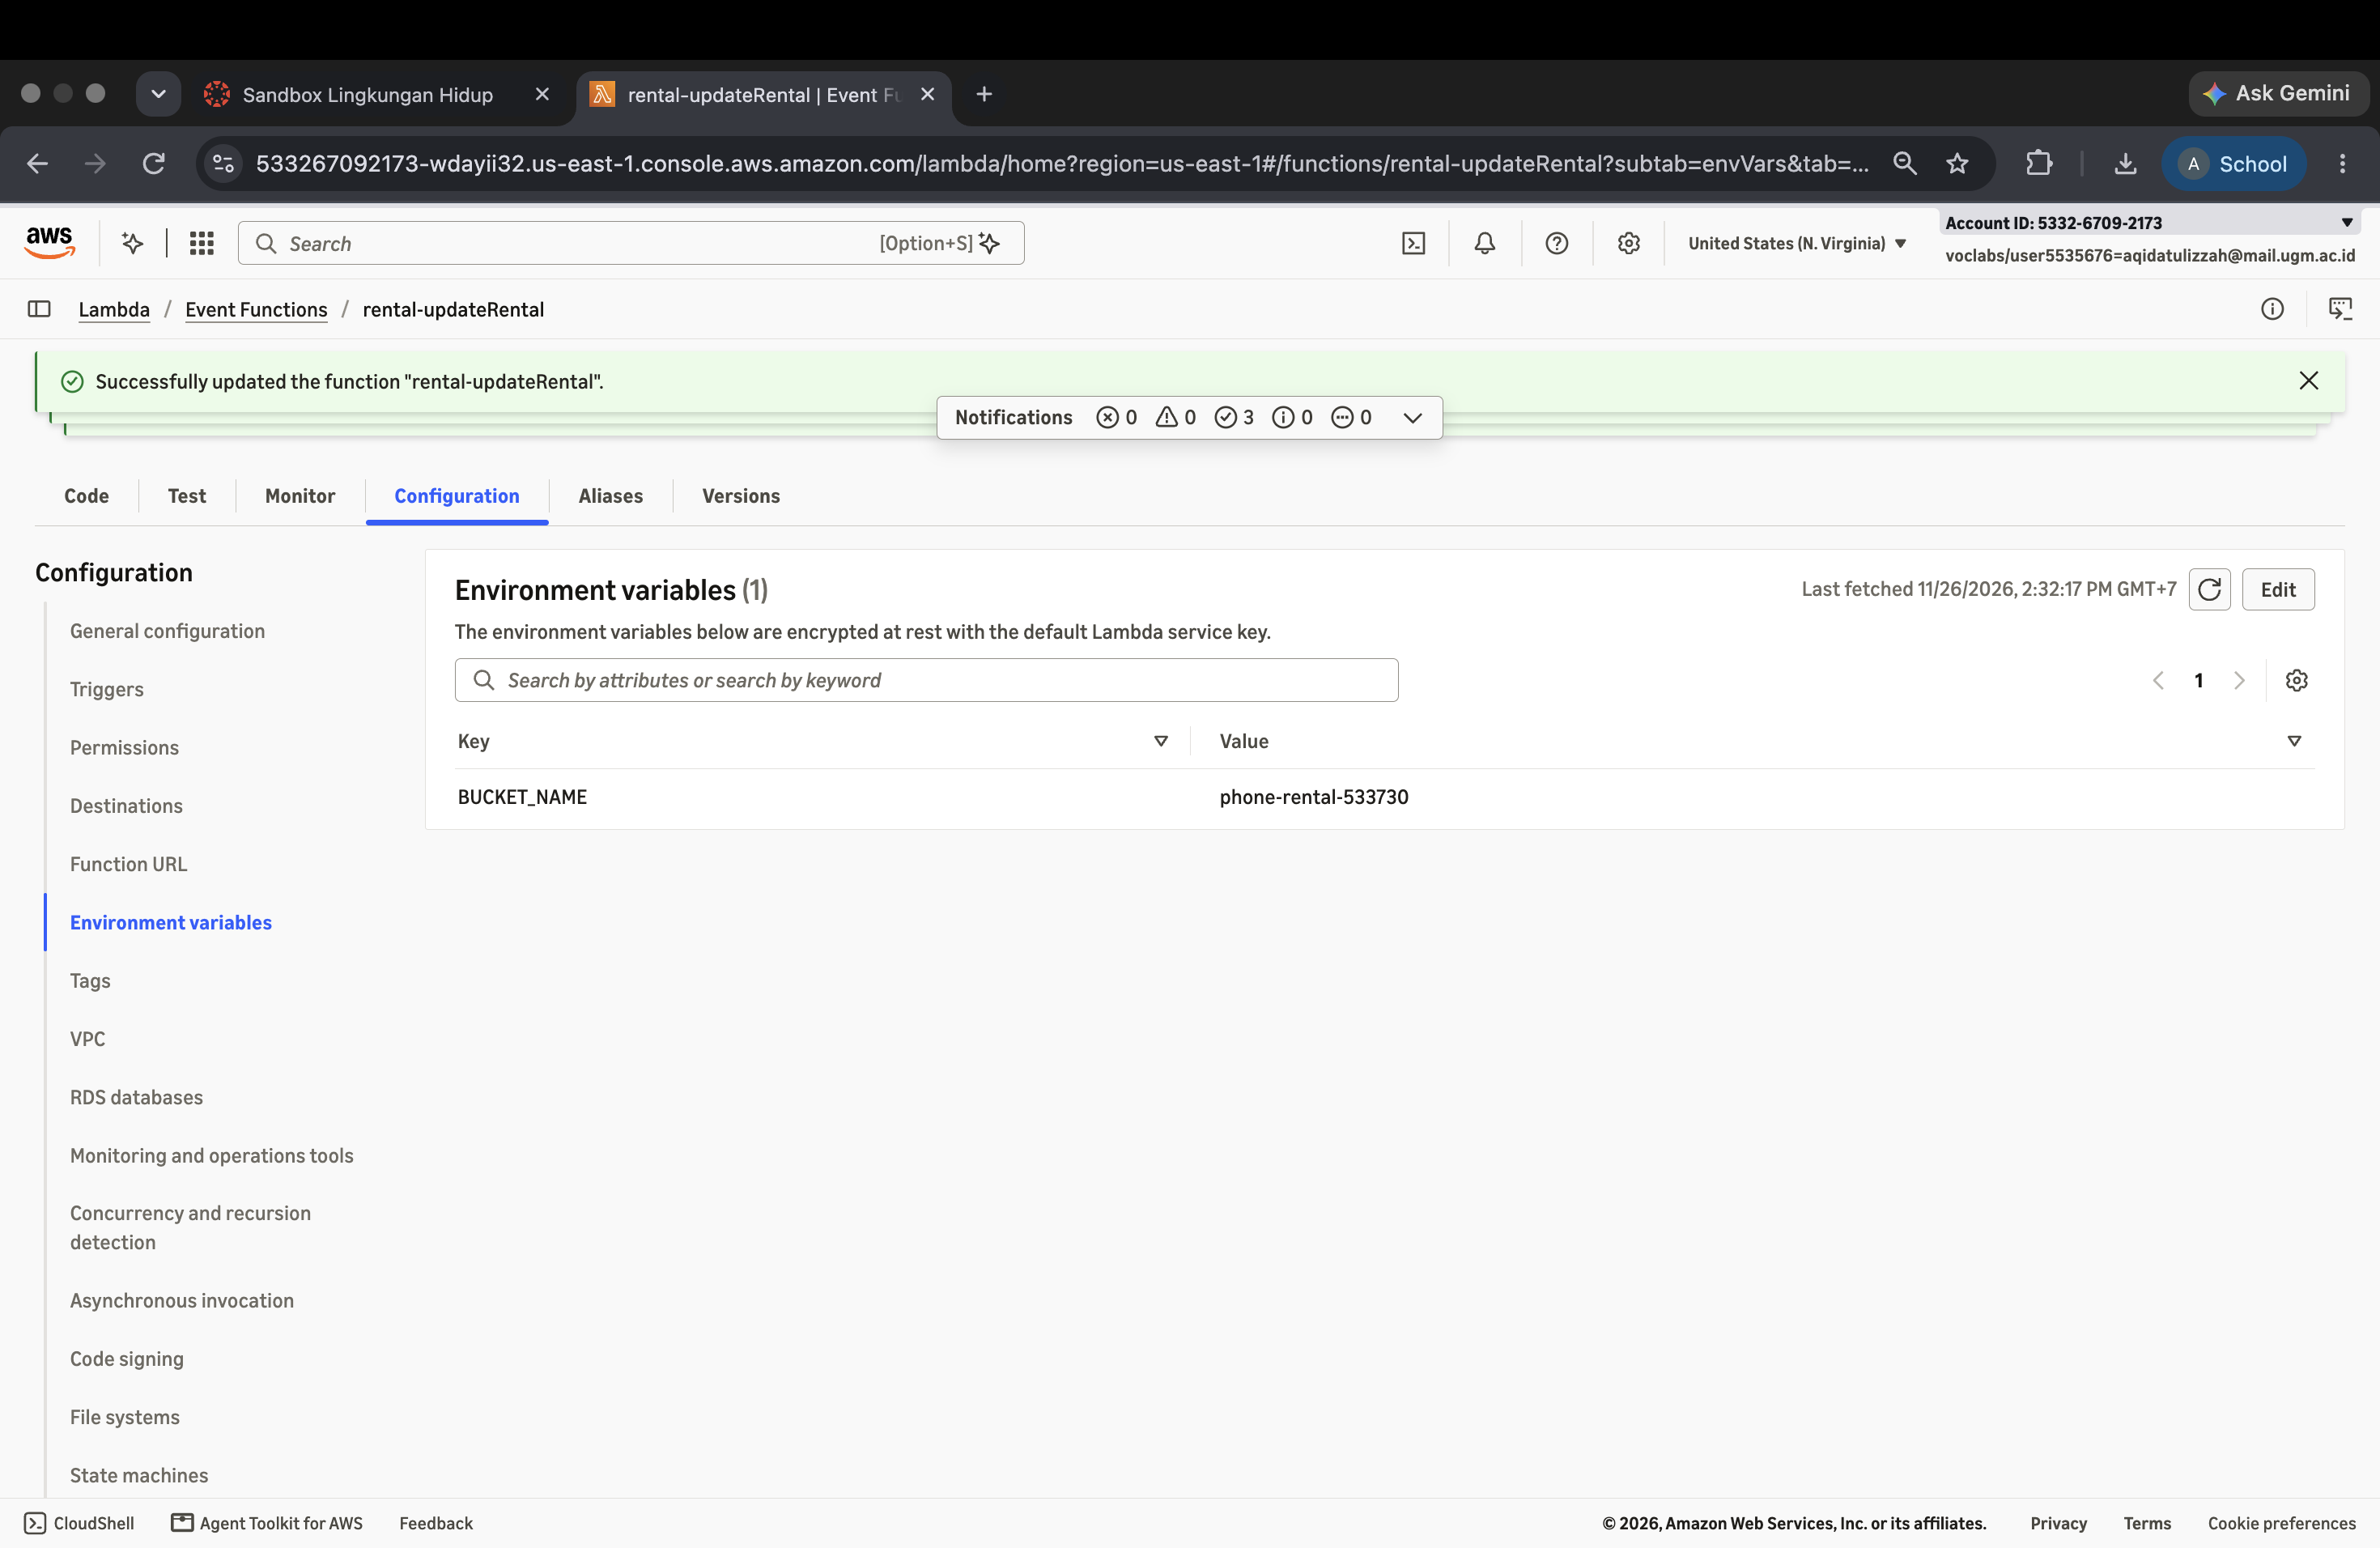 Sandbox Lingkungan Hidup
rental-updateRental | Event Fu
Ask Gemini
533267092173-wdayii32.us-east-1.console.aws.amazon.com/lambda/home?region=us-east-1#/functions/rental-updateRental?subtab=envVars&tab=...
A School
aws
Search [Option+S]
United States (N. Virginia)
Account ID: 5332-6709-2173
voclabs/user5535676=aqidatulizzah@mail.ugm.ac.id
Lambda / Event Functions / rental-updateRental
Successfully updated the function "rental-updateRental".
Notifications 0 0 3 0 0
Code Test Monitor Configuration Aliases Versions
Configuration
General configuration
Triggers
Permissions
Destinations
Function URL
Environment variables
Tags
VPC
RDS databases
Monitoring and operations tools
Concurrency and recursion
detection
Asynchronous invocation
Code signing
File systems
State machines
Environment variables (1)
Last fetched 11/26/2026, 2:32:17 PM GMT+7
Edit
The environment variables below are encrypted at rest with the default Lambda service key.
Search by attributes or search by keyword
1
Key Value
BUCKET_NAME phone-rental-533730
CloudShell Agent Toolkit for AWS Feedback
© 2026, Amazon Web Services, Inc. or its affiliates. Privacy Terms Cookie preferences